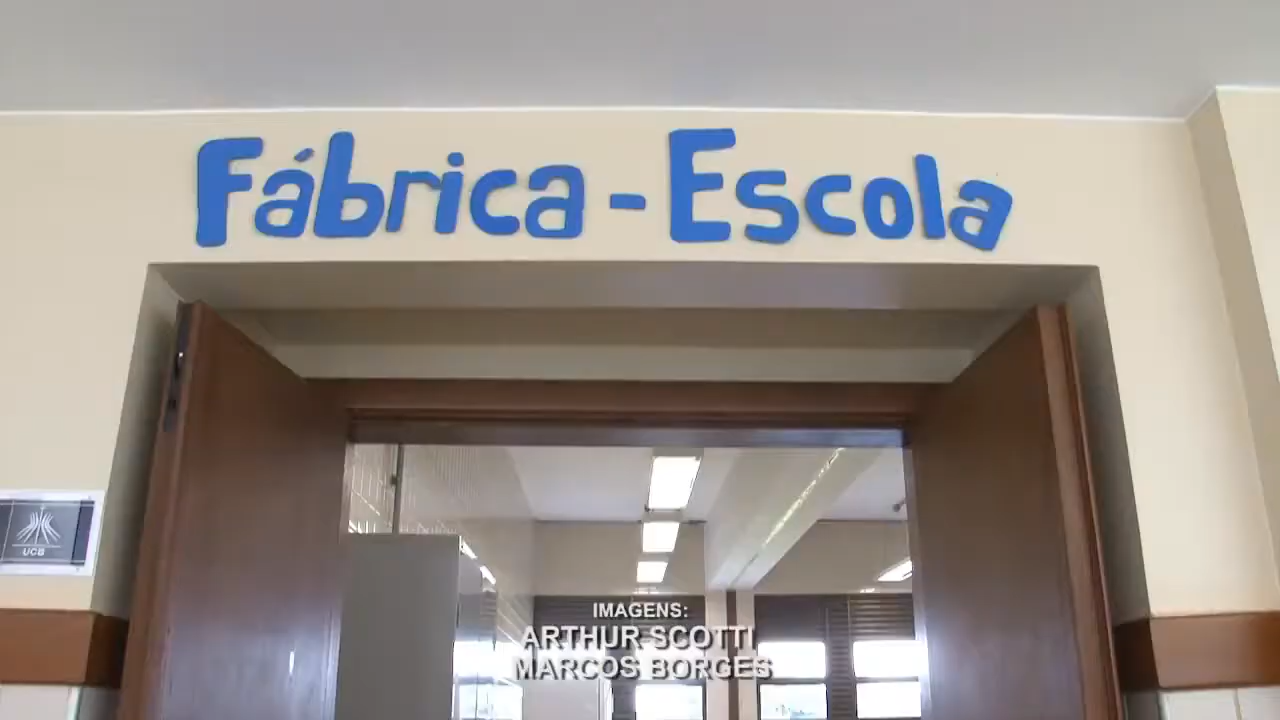 Fábrica - Escola
UCB
IMAGENS:
ARTHUR SCOTTI
MARCOS BORGES